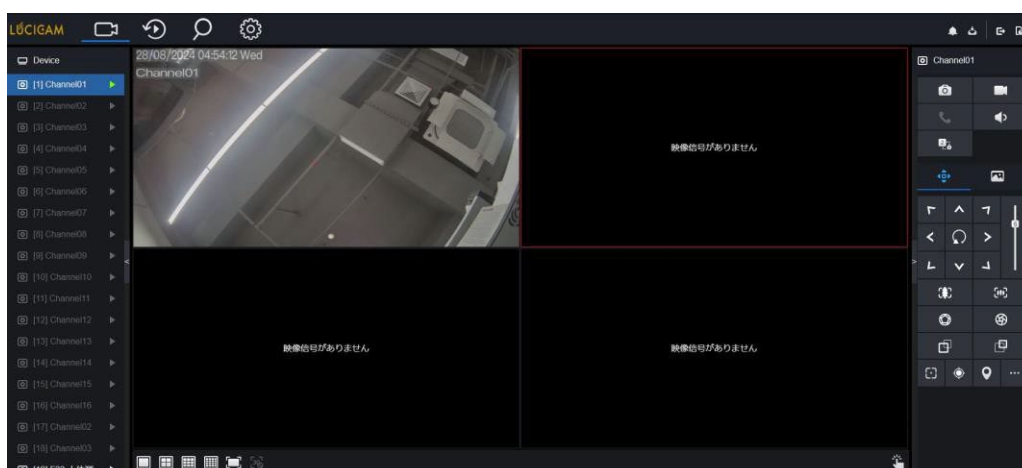 LUCICAM
Device
[1] Channel01
[2] Channel02
[3] Channel03
[4] Channel04
[5] Channel05
[6] Channel06
[7] Channel07
[8] Channel08
[9] Channel09
[10] Channel10
[11] Channel11
[12] Channel12
[13] Channel13
[14] Channel14
[15] Channel15
[16] Channel16
[17] Channel02
[18] Channel03
28/08/2024 04:54:12 Wed
Channel01
映像信号がありません
映像信号がありません
映像信号がありません
Channel01